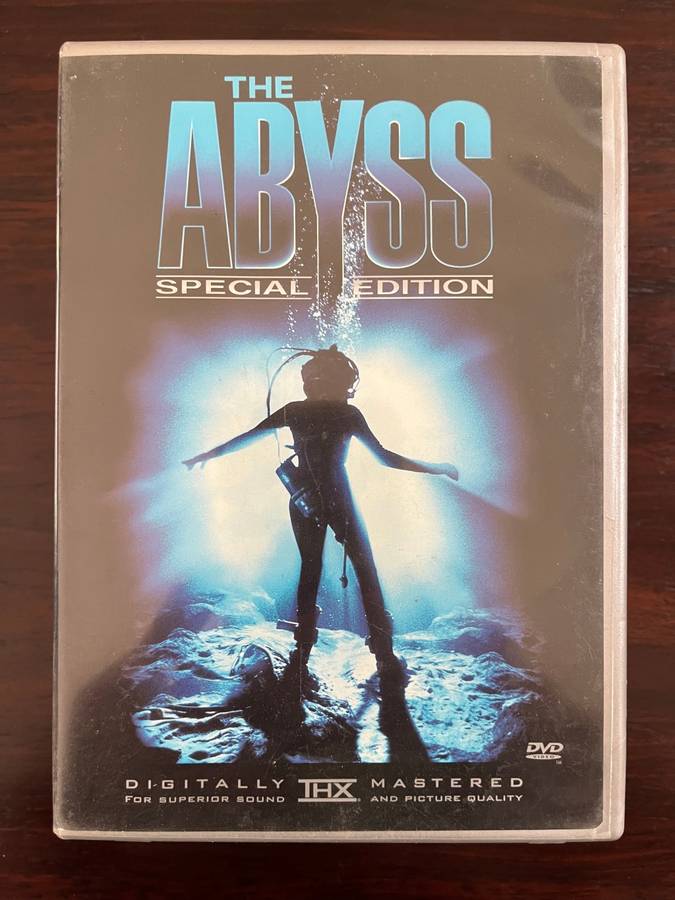 THE
ABYSS
SPECIAL EDITION
DVD
VIDEO
DIGITALLY THX MASTERED
FOR SUPERIOR SOUND AND PICTURE QUALITY